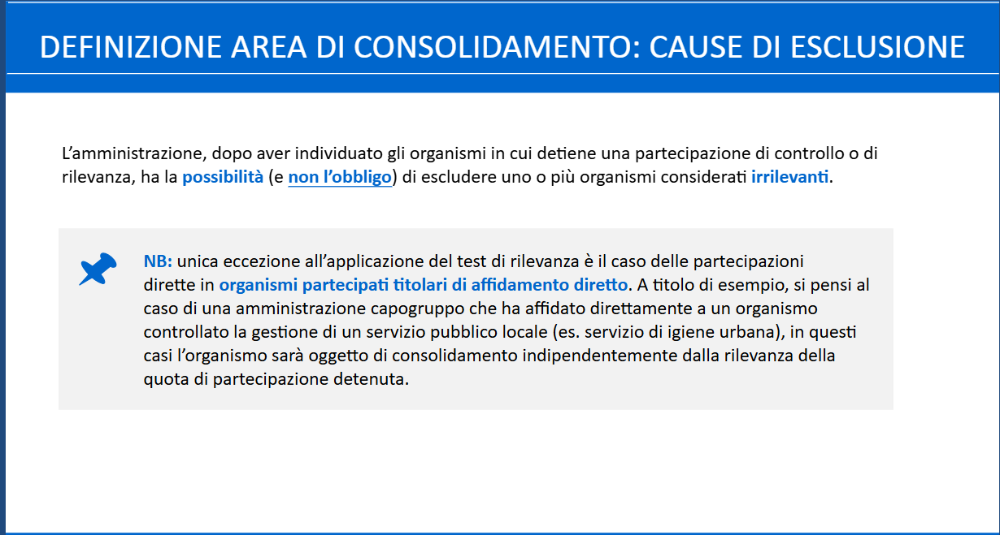 DEFINIZIONE AREA DI CONSOLIDAMENTO: CAUSE DI ESCLUSIONE
L’amministrazione, dopo aver individuato gli organismi in cui detiene una partecipazione di controllo o di
rilevanza, ha la possibilità (e non l’obbligo) di escludere uno o più organismi considerati irrilevanti.
NB: unica eccezione all’applicazione del test di rilevanza è il caso delle partecipazioni
dirette in organismi partecipati titolari di affidamento diretto. A titolo di esempio, si pensi al
caso di una amministrazione capogruppo che ha affidato direttamente a un organismo
controllato la gestione di un servizio pubblico locale (es. servizio di igiene urbana), in questi
casi l’organismo sarà oggetto di consolidamento indipendentemente dalla rilevanza della
quota di partecipazione detenuta.